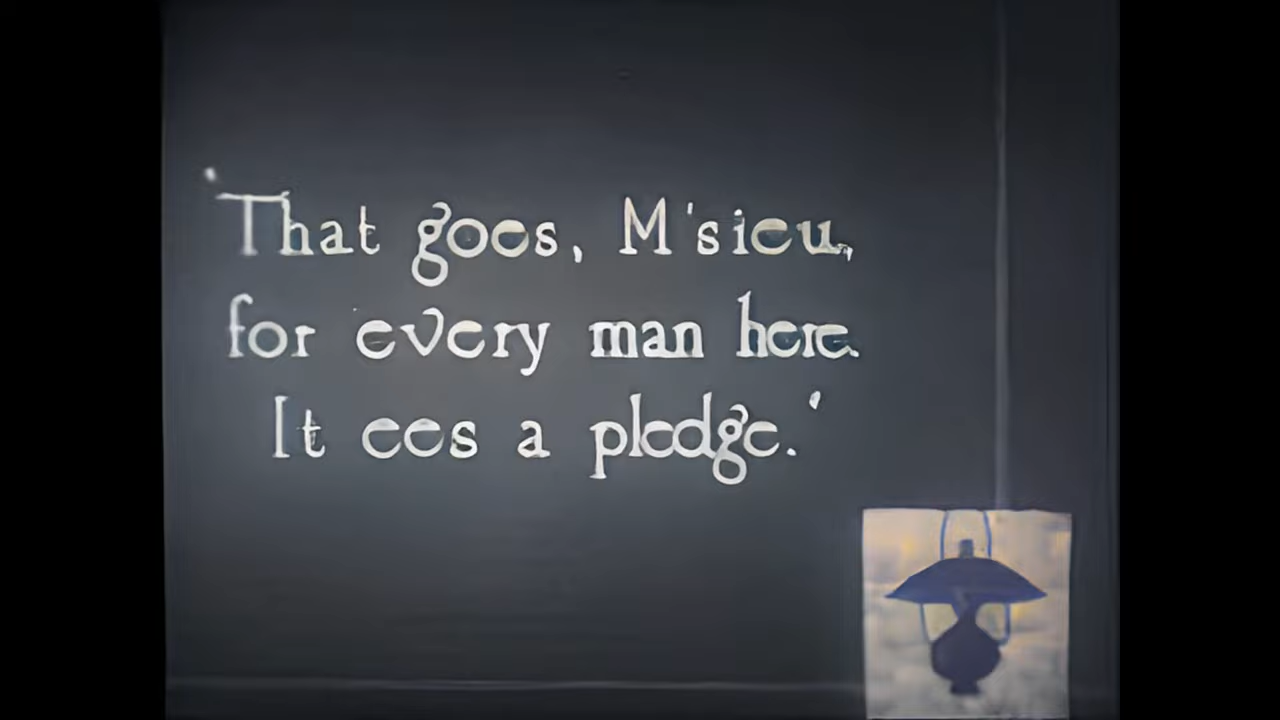 'That goes, M'sieu,
for every man here.
It ees a pledge.'